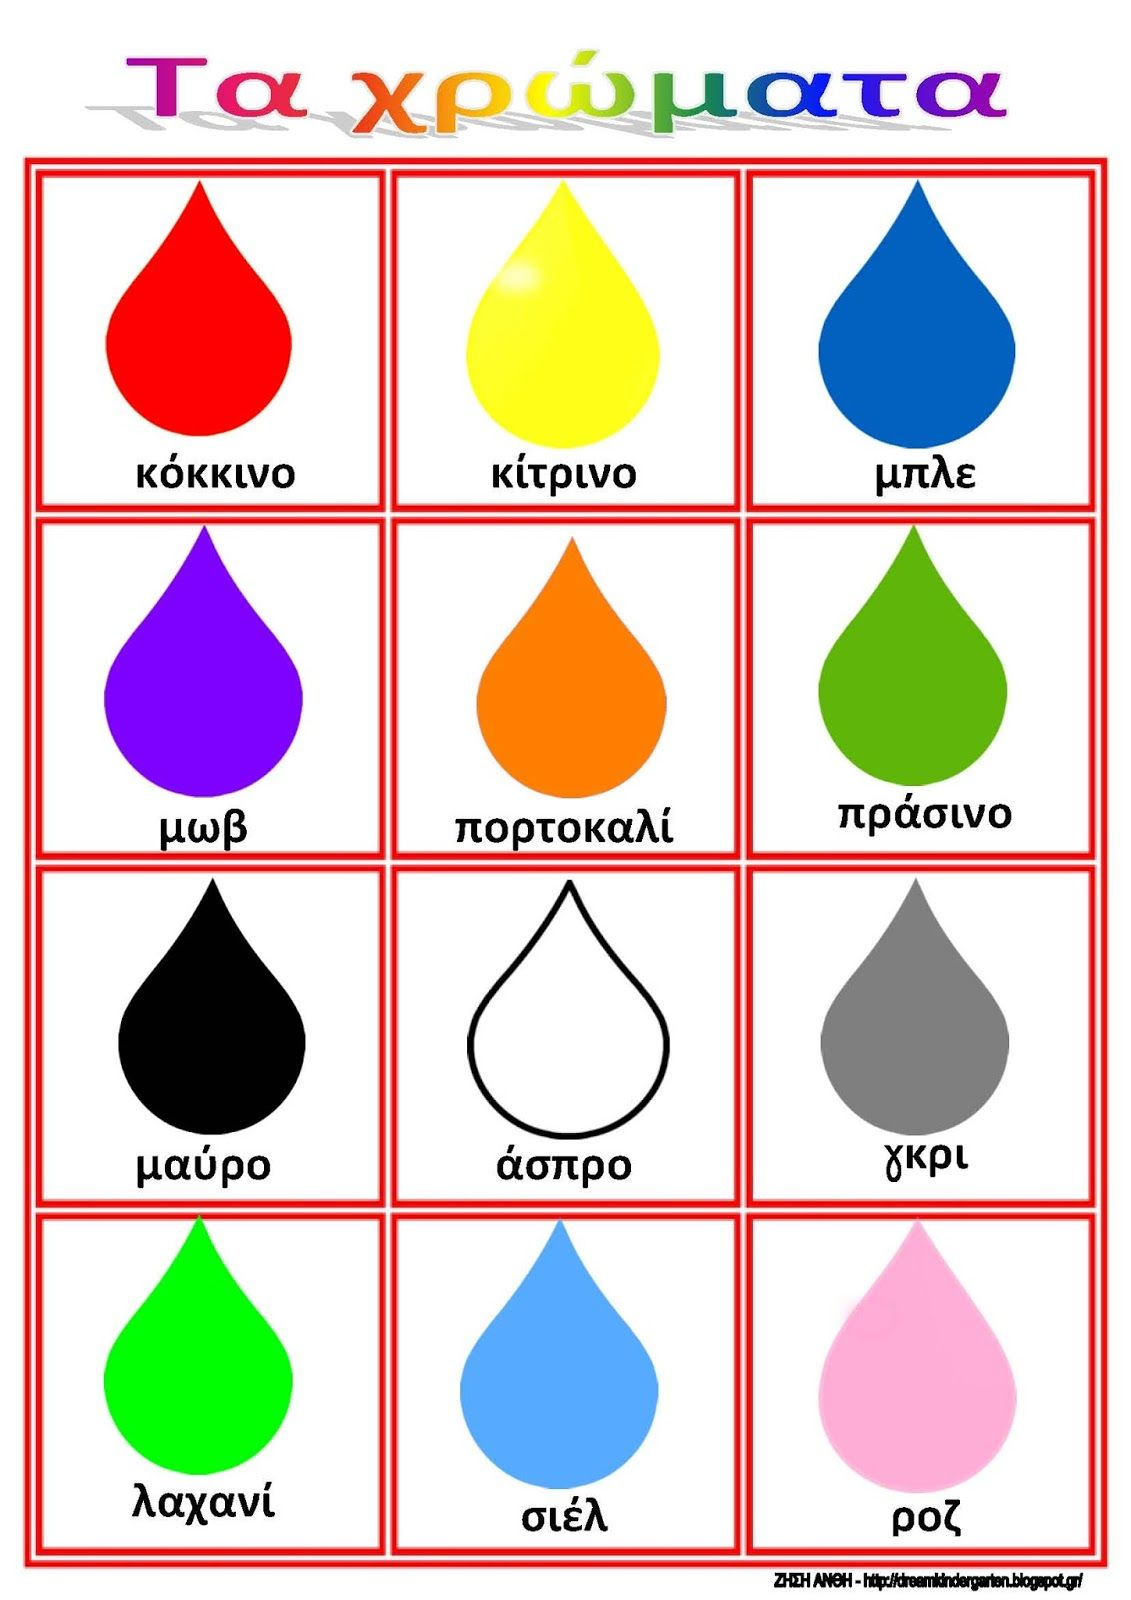 Τα χρώματα
κόκκινο
κίτρινο
μπλε
μωβ
πορτοκαλί
πράσινο
μαύρο
άσπρο
γκρι
λαχανί
σιέλ
ροζ
ΖΗΣΗ ΑΝΘΗ - http://dreamkindergarten.blogspot.gr/